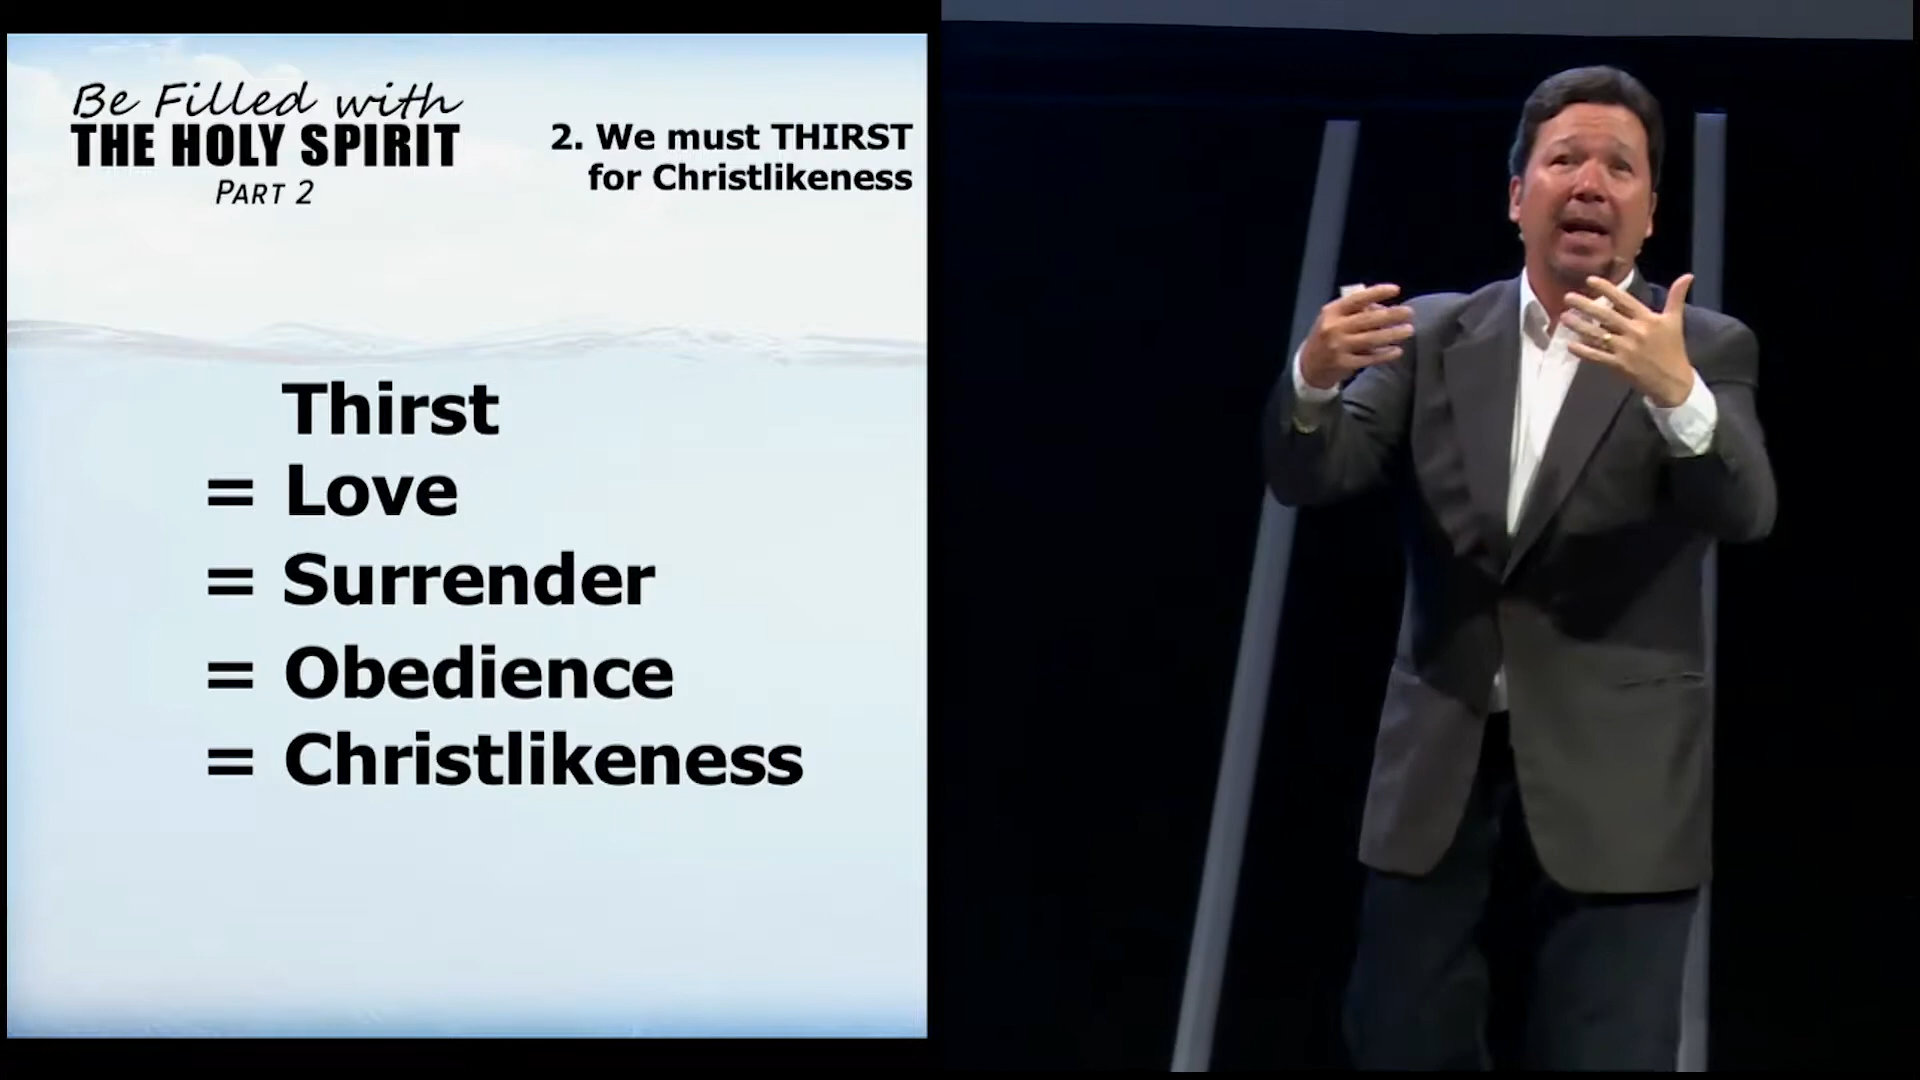 Be Filled with
THE HOLY SPIRIT
PART 2
2. We must THIRST
for Christlikeness
Thirst
= Love
= Surrender
= Obedience
= Christlikeness